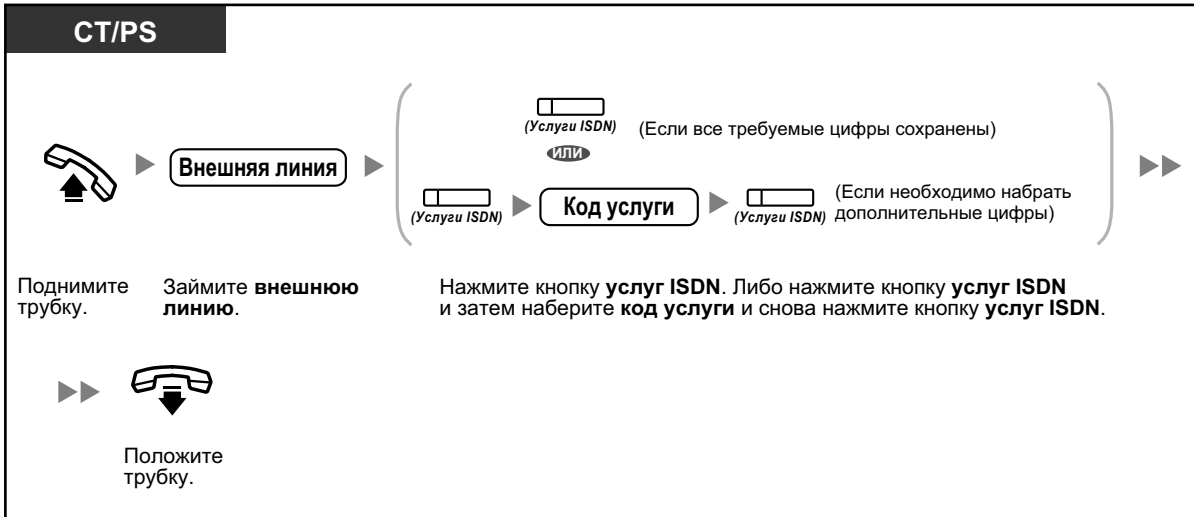 CT/PS
(Услуги ISDN) (Если все требуемые цифры сохранены)
ИЛИ
Внешняя линия
(Услуги ISDN) Код услуги (Услуги ISDN) (Если необходимо набрать
дополнительные цифры)
Поднимите
трубку.
Займите внешнюю
линию.
Нажмите кнопку услуг ISDN. Либо нажмите кнопку услуг ISDN
и затем наберите код услуги и снова нажмите кнопку услуг ISDN.
Положите
трубку.